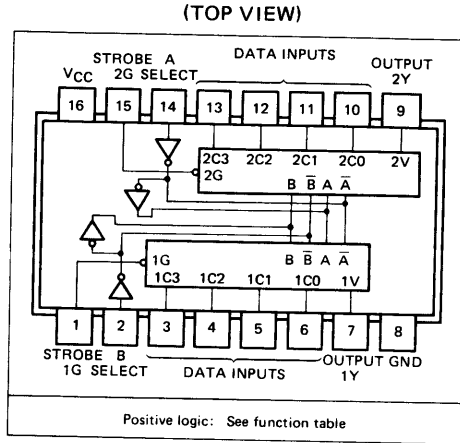 (TOP VIEW)
STROBE A DATA INPUTS OUTPUT
VCC 2G SELECT 2Y
16 15 14 13 12 11 10 9
2C3 2C2 2C1 2C0 2V
2G
B B̅ A A̅
B B̅ A A̅
1G
1C3 1C2 1C1 1C0 1V
1 2 3 4 5 6 7 8
STROBE B OUTPUT GND
1G SELECT DATA INPUTS 1Y
Positive logic: See function table